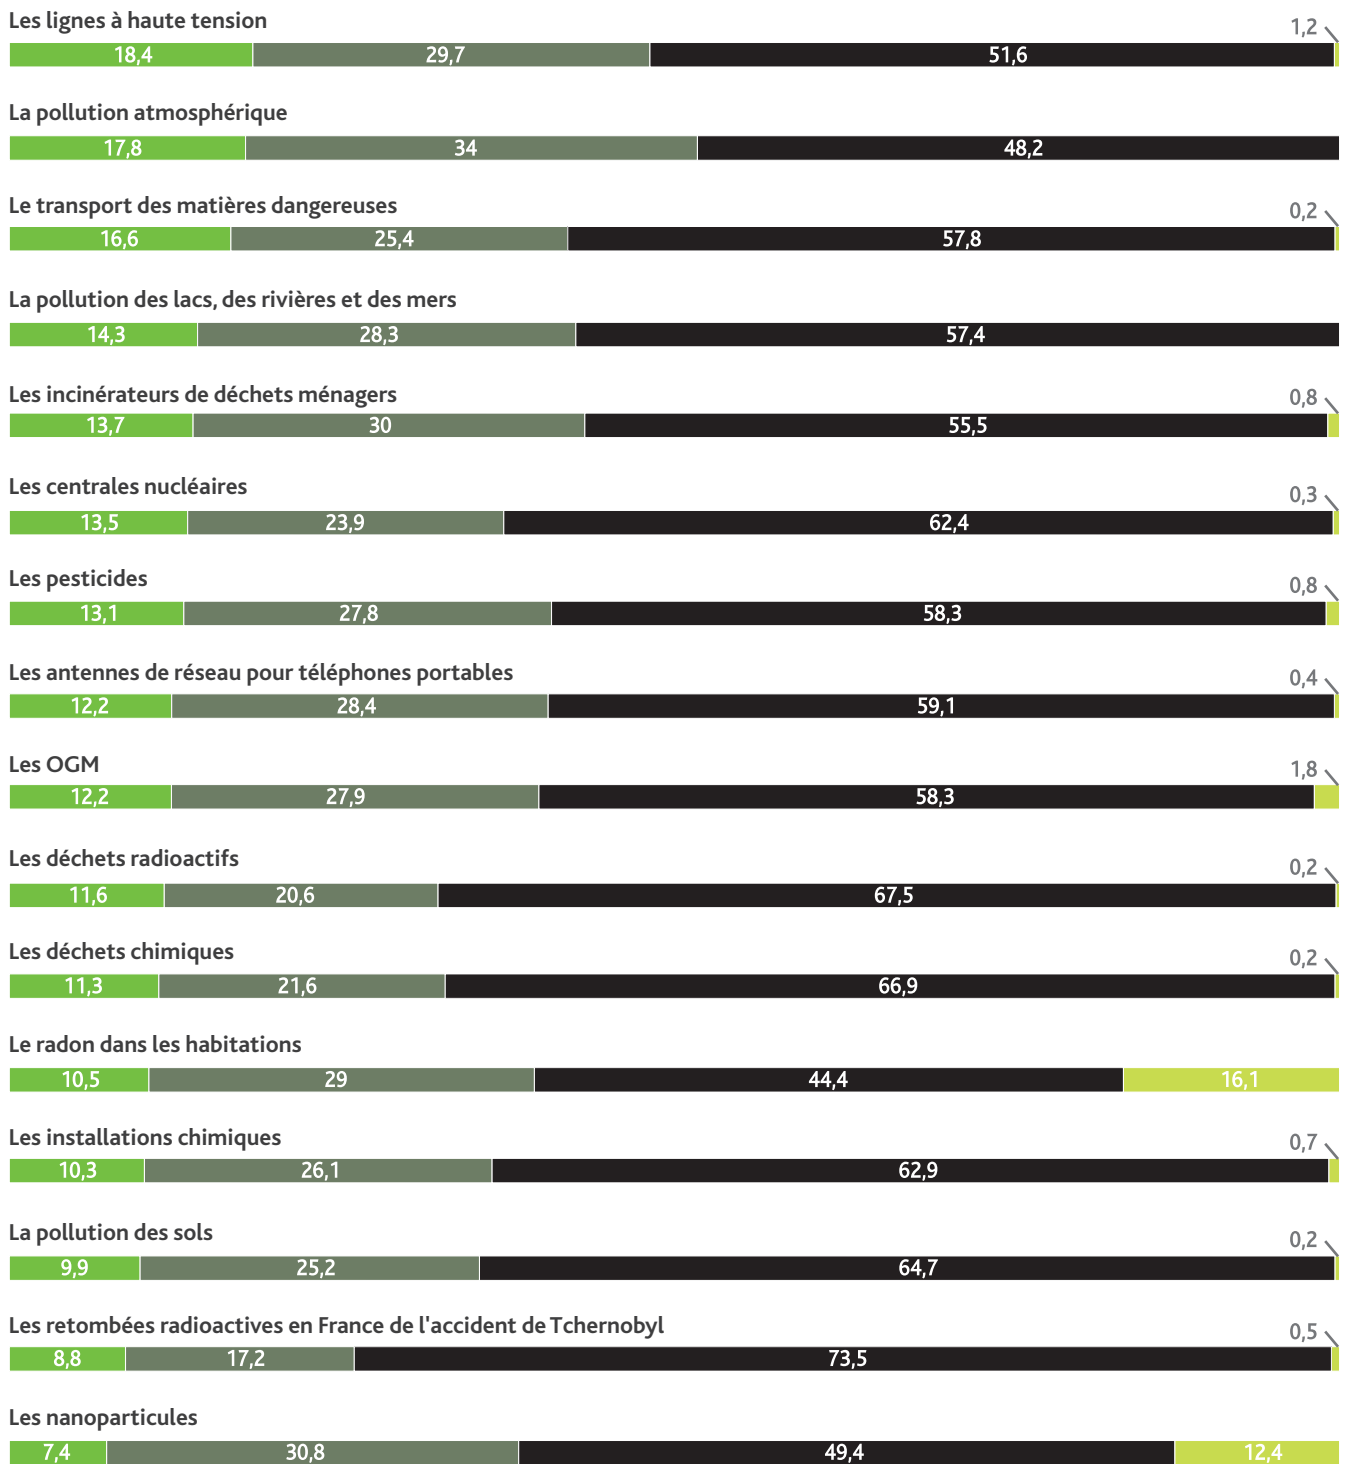 Les lignes à haute tension
1,2
18,4 29,7 51,6
La pollution atmosphérique
17,8 34 48,2
Le transport des matières dangereuses
0,2
16,6 25,4 57,8
La pollution des lacs, des rivières et des mers
14,3 28,3 57,4
Les incinérateurs de déchets ménagers
0,8
13,7 30 55,5
Les centrales nucléaires
0,3
13,5 23,9 62,4
Les pesticides
0,8
13,1 27,8 58,3
Les antennes de réseau pour téléphones portables
0,4
12,2 28,4 59,1
Les OGM
1,8
12,2 27,9 58,3
Les déchets radioactifs
0,2
11,6 20,6 67,5
Les déchets chimiques
0,2
11,3 21,6 66,9
Le radon dans les habitations
10,5 29 44,4 16,1
Les installations chimiques
0,7
10,3 26,1 62,9
La pollution des sols
0,2
9,9 25,2 64,7
Les retombées radioactives en France de l'accident de Tchernobyl
0,5
8,8 17,2 73,5
Les nanoparticules
7,4 30,8 49,4 12,4